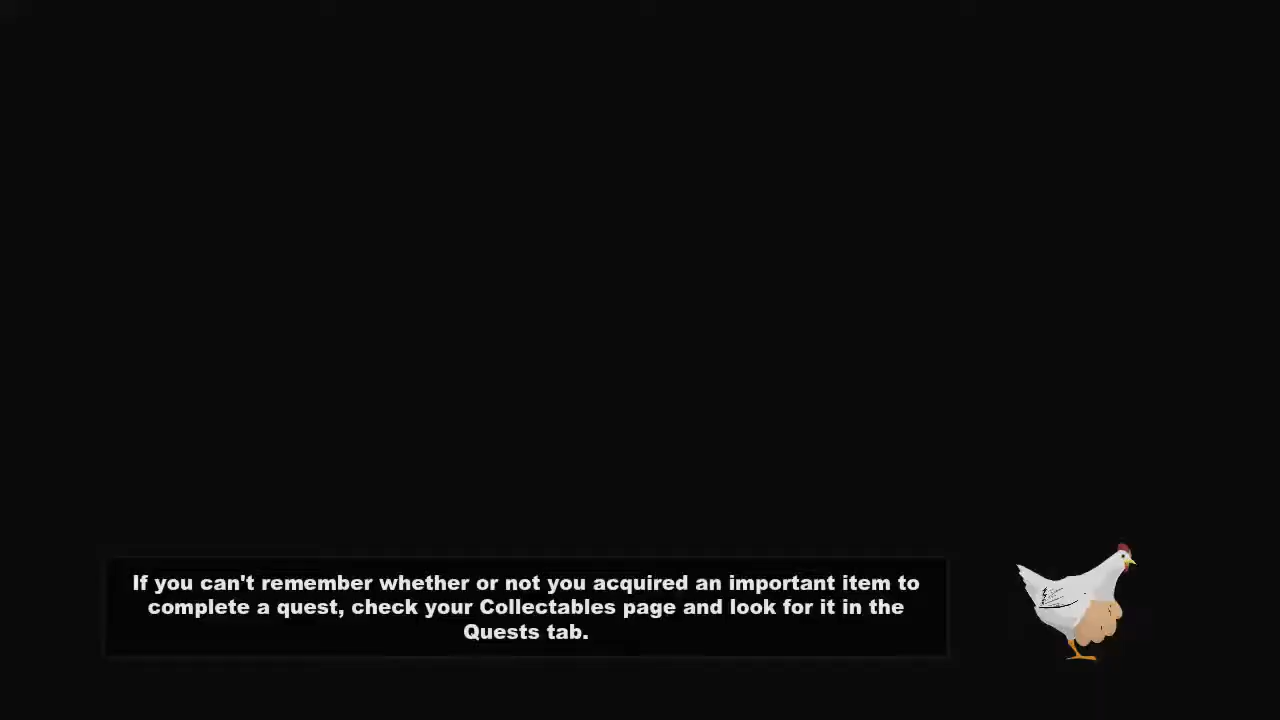 If you can't remember whether or not you acquired an important item to
complete a quest, check your Collectables page and look for it in the
Quests tab.